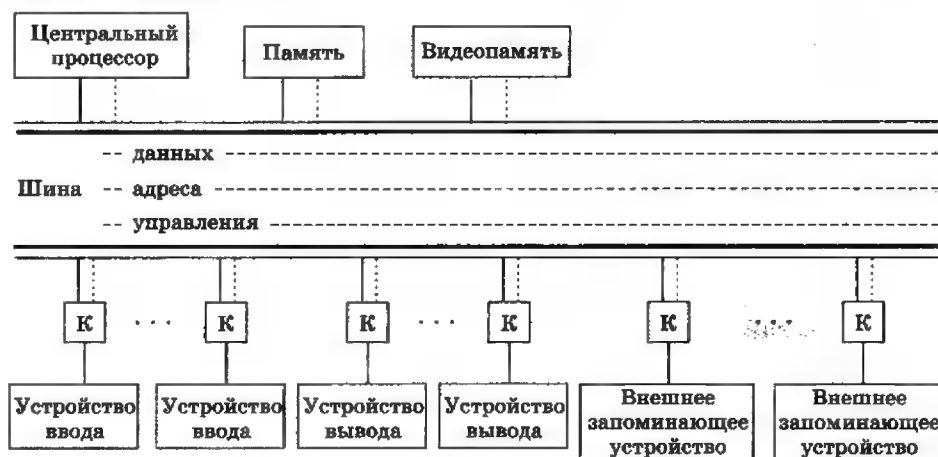 Центральный
процессор
Память
Видеопамять
-- данных
Шина -- адреса
-- управления
К ... К К ... К К ... К
Устройство
ввода
Устройство
ввода
Устройство
вывода
Устройство
вывода
Внешнее
запоминающее
устройство
Внешнее
запоминающее
устройство